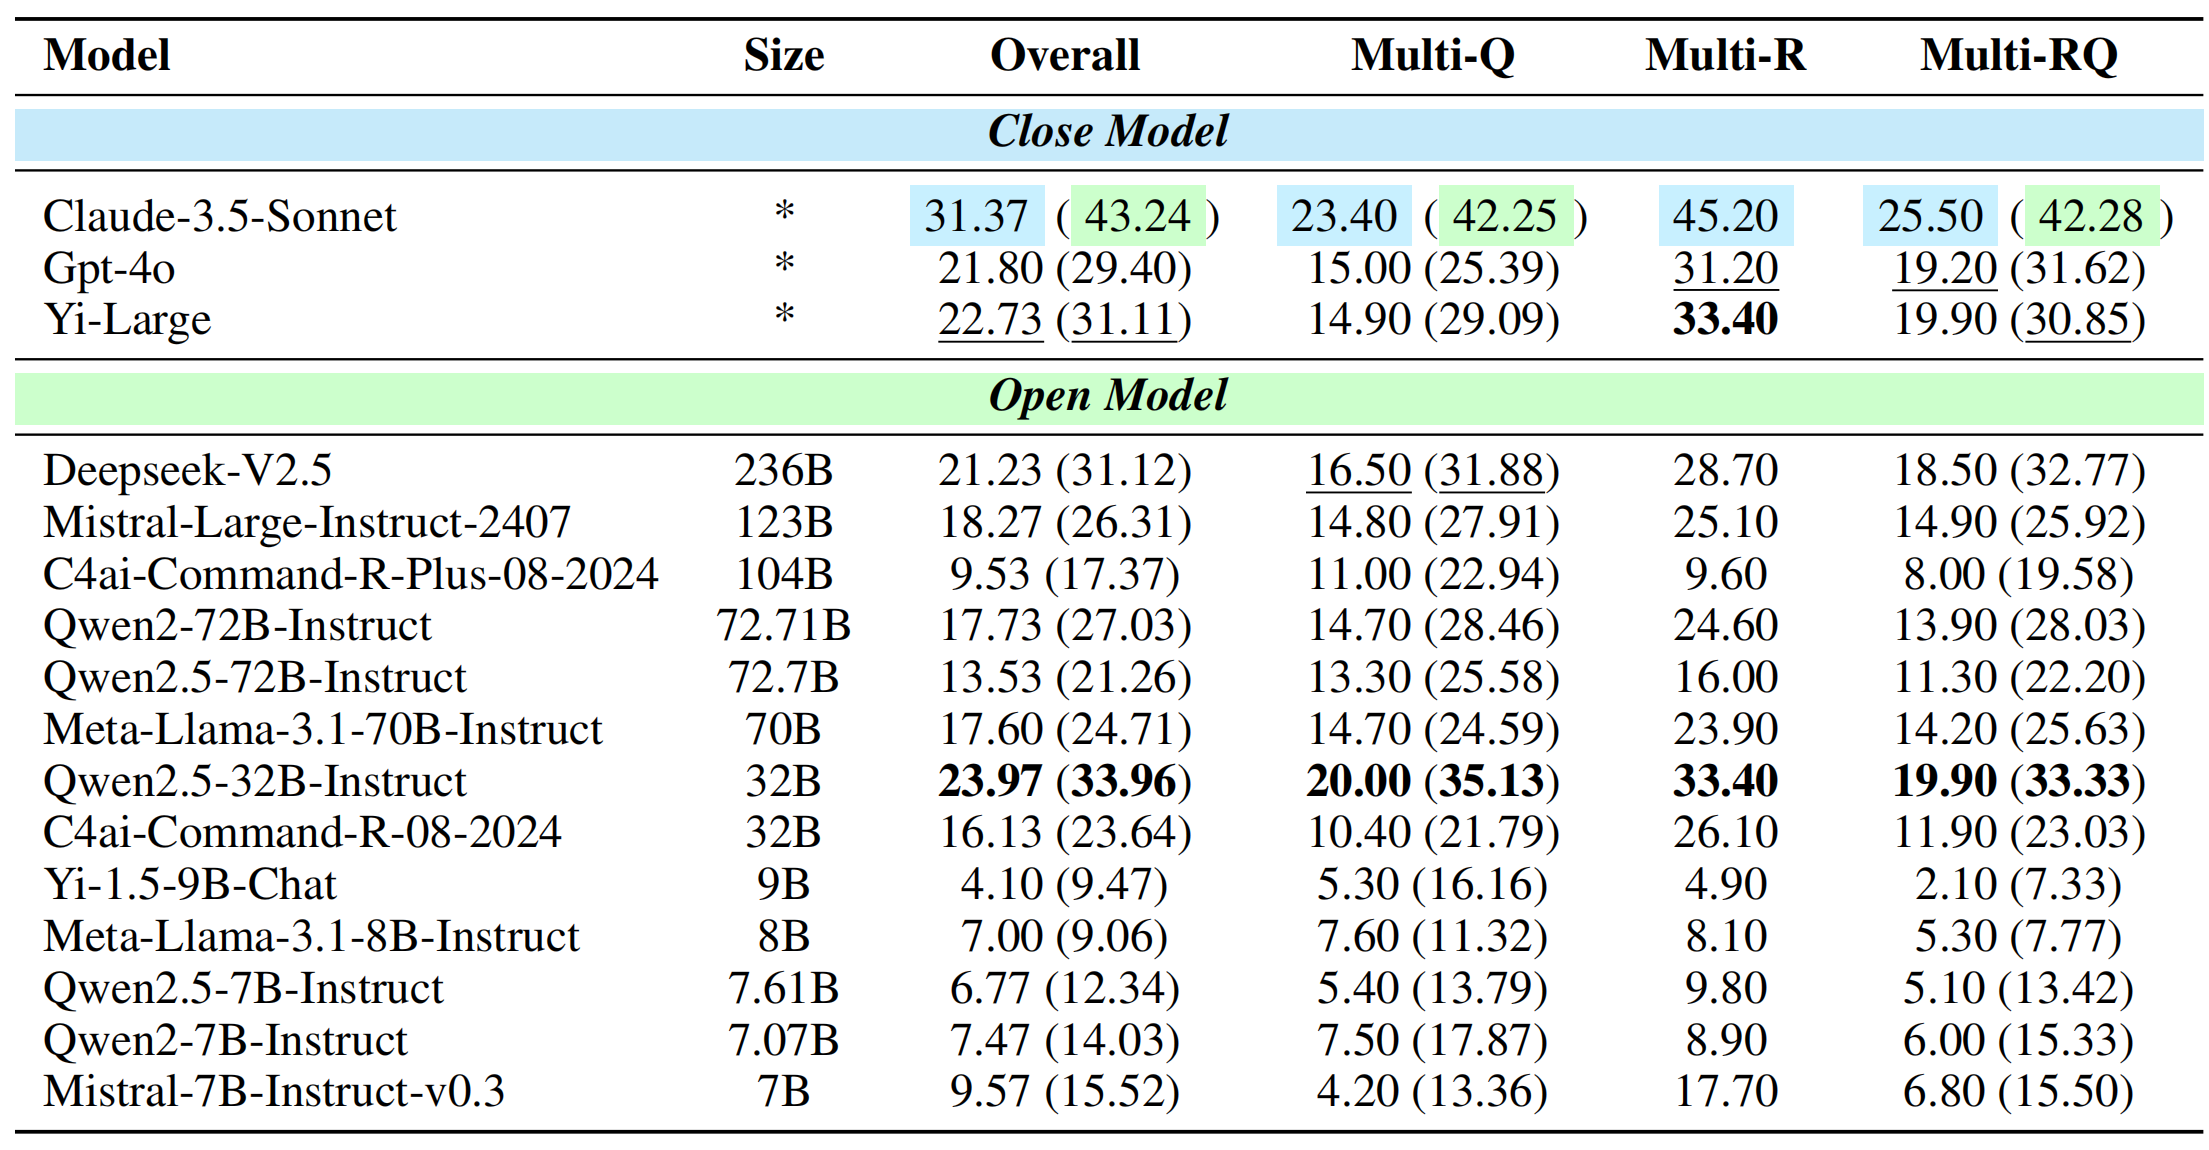 Model Size Overall Multi-Q Multi-R Multi-RQ
Close Model
Claude-3.5-Sonnet * 31.37 (43.24) 23.40 (42.25) 45.20 25.50 (42.28)
Gpt-4o * 21.80 (29.40) 15.00 (25.39) 31.20 19.20 (31.62)
Yi-Large * 22.73 (31.11) 14.90 (29.09) 33.40 19.90 (30.85)
Open Model
Deepseek-V2.5 236B 21.23 (31.12) 16.50 (31.88) 28.70 18.50 (32.77)
Mistral-Large-Instruct-2407 123B 18.27 (26.31) 14.80 (27.91) 25.10 14.90 (25.92)
C4ai-Command-R-Plus-08-2024 104B 9.53 (17.37) 11.00 (22.94) 9.60 8.00 (19.58)
Qwen2-72B-Instruct 72.71B 17.73 (27.03) 14.70 (28.46) 24.60 13.90 (28.03)
Qwen2.5-72B-Instruct 72.7B 13.53 (21.26) 13.30 (25.58) 16.00 11.30 (22.20)
Meta-Llama-3.1-70B-Instruct 70B 17.60 (24.71) 14.70 (24.59) 23.90 14.20 (25.63)
Qwen2.5-32B-Instruct 32B 23.97 (33.96) 20.00 (35.13) 33.40 19.90 (33.33)
C4ai-Command-R-08-2024 32B 16.13 (23.64) 10.40 (21.79) 26.10 11.90 (23.03)
Yi-1.5-9B-Chat 9B 4.10 (9.47) 5.30 (16.16) 4.90 2.10 (7.33)
Meta-Llama-3.1-8B-Instruct 8B 7.00 (9.06) 7.60 (11.32) 8.10 5.30 (7.77)
Qwen2.5-7B-Instruct 7.61B 6.77 (12.34) 5.40 (13.79) 9.80 5.10 (13.42)
Qwen2-7B-Instruct 7.07B 7.47 (14.03) 7.50 (17.87) 8.90 6.00 (15.33)
Mistral-7B-Instruct-v0.3 7B 9.57 (15.52) 4.20 (13.36) 17.70 6.80 (15.50)